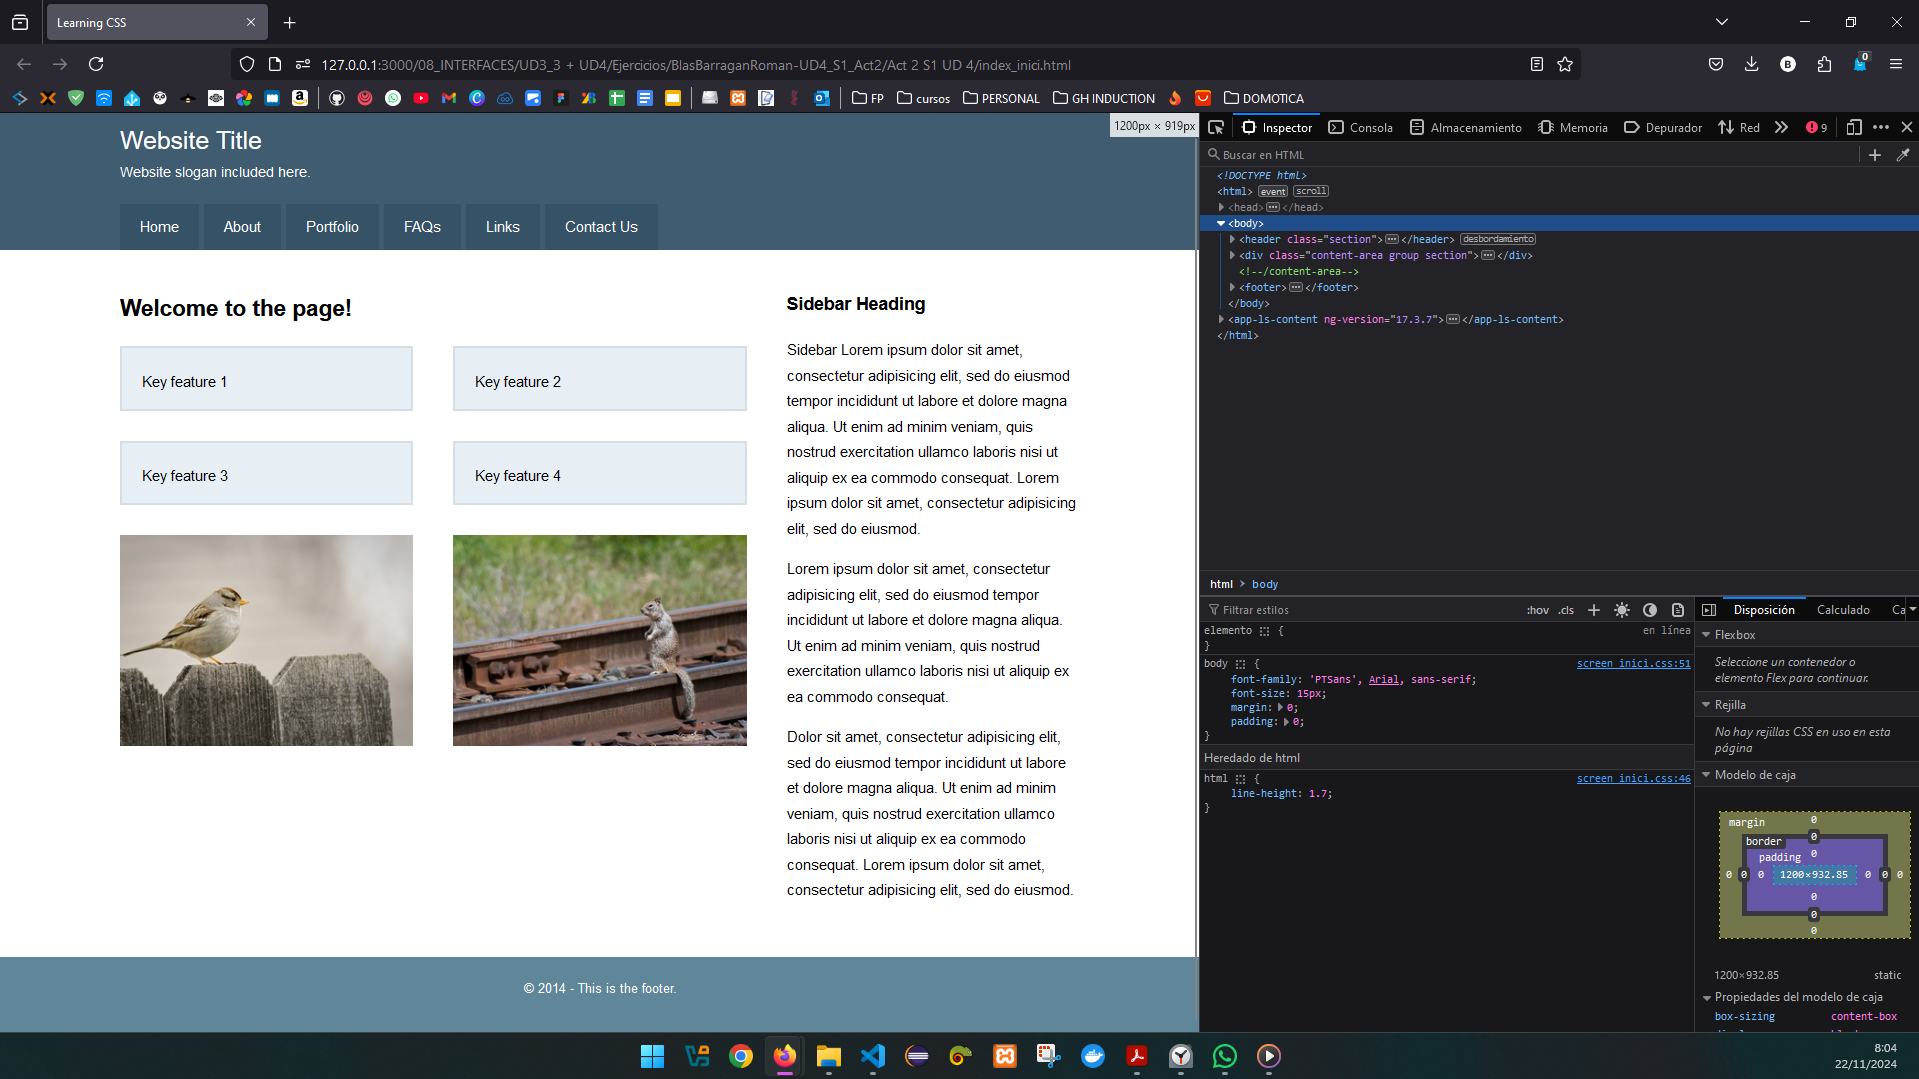 Learning CSS
127.0.0.1:3000/08_INTERFACES/UD3_3 + UD4/Ejercicios/BlasBarraganRoman-UD4_S1_Act2/Act 2 S1 UD 4/index_inici.html
B
0
FP
cursos
PERSONAL
GH INDUCTION
DOMOTICA
Website Title
Website slogan included here.
Home
About
Portfolio
FAQs
Links
Contact Us
1200px × 919px
Welcome to the page!
Key feature 1
Key feature 2
Key feature 3
Key feature 4
Sidebar Heading
Sidebar Lorem ipsum dolor sit amet,
consectetur adipisicing elit, sed do eiusmod
tempor incididunt ut labore et dolore magna
aliqua. Ut enim ad minim veniam, quis
nostrud exercitation ullamco laboris nisi ut
aliquip ex ea commodo consequat. Lorem
ipsum dolor sit amet, consectetur adipisicing
elit, sed do eiusmod.
Lorem ipsum dolor sit amet, consectetur
adipisicing elit, sed do eiusmod tempor
incididunt ut labore et dolore magna aliqua.
Ut enim ad minim veniam, quis nostrud
exercitation ullamco laboris nisi ut aliquip ex
ea commodo consequat.
Dolor sit amet, consectetur adipisicing elit,
sed do eiusmod tempor incididunt ut labore
et dolore magna aliqua. Ut enim ad minim
veniam, quis nostrud exercitation ullamco
laboris nisi ut aliquip ex ea commodo
consequat. Lorem ipsum dolor sit amet,
consectetur adipisicing elit, sed do eiusmod.
© 2014 - This is the footer.
Inspector
Consola
Almacenamiento
Memoria
Depurador
Red
9
Buscar en HTML
<!DOCTYPE html>
<html> event scroll
<head> ... </head>
<body>
<header class="section"> ... </header> desbordamiento
<div class="content-area group section"> ... </div>
<!--/content-area-->
<footer> ... </footer>
</body>
<app-ls-content ng-version="17.3.7"> ... </app-ls-content>
</html>
html > body
Filtrar estilos
:hov .cls
elemento { en línea
}
body { screen_inici.css:51
font-family: 'PTSans', Arial, sans-serif;
font-size: 15px;
margin: 0;
padding: 0;
}
Heredado de html
html { screen_inici.css:46
line-height: 1.7;
}
Disposición
Calculado
Ca
Flexbox
Seleccione un contenedor o
elemento Flex para continuar.
Rejilla
No hay rejillas CSS en uso en esta
página
Modelo de caja
margin 0
border 0
padding 0
0 0 0 1200×932.85 0 0 0
0
0
0
1200×932.85 static
Propiedades del modelo de caja
box-sizing content-box
8:04
22/11/2024